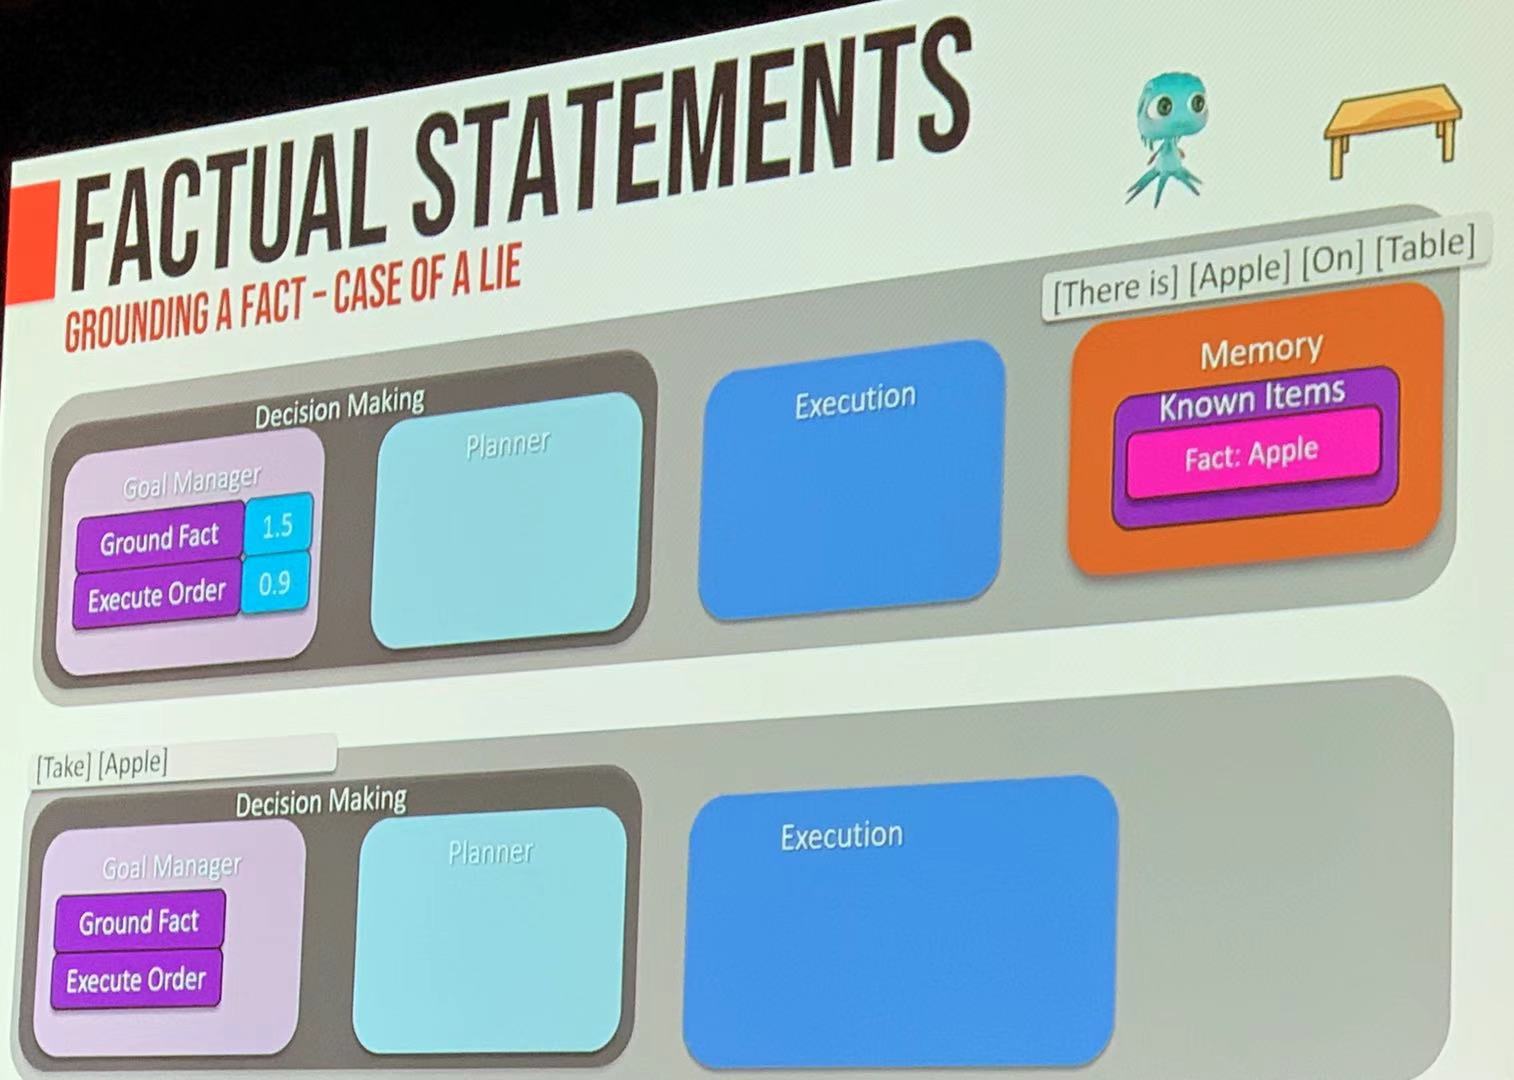 FACTUAL STATEMENTS
GROUNDING A FACT – CASE OF A LIE
[There is] [Apple] [On] [Table]
Decision Making
Goal Manager
Ground Fact 1.5
Execute Order 0.9
Planner
Execution
Memory
Known Items
Fact: Apple
[Take] [Apple]
Decision Making
Goal Manager
Ground Fact
Execute Order
Planner
Execution